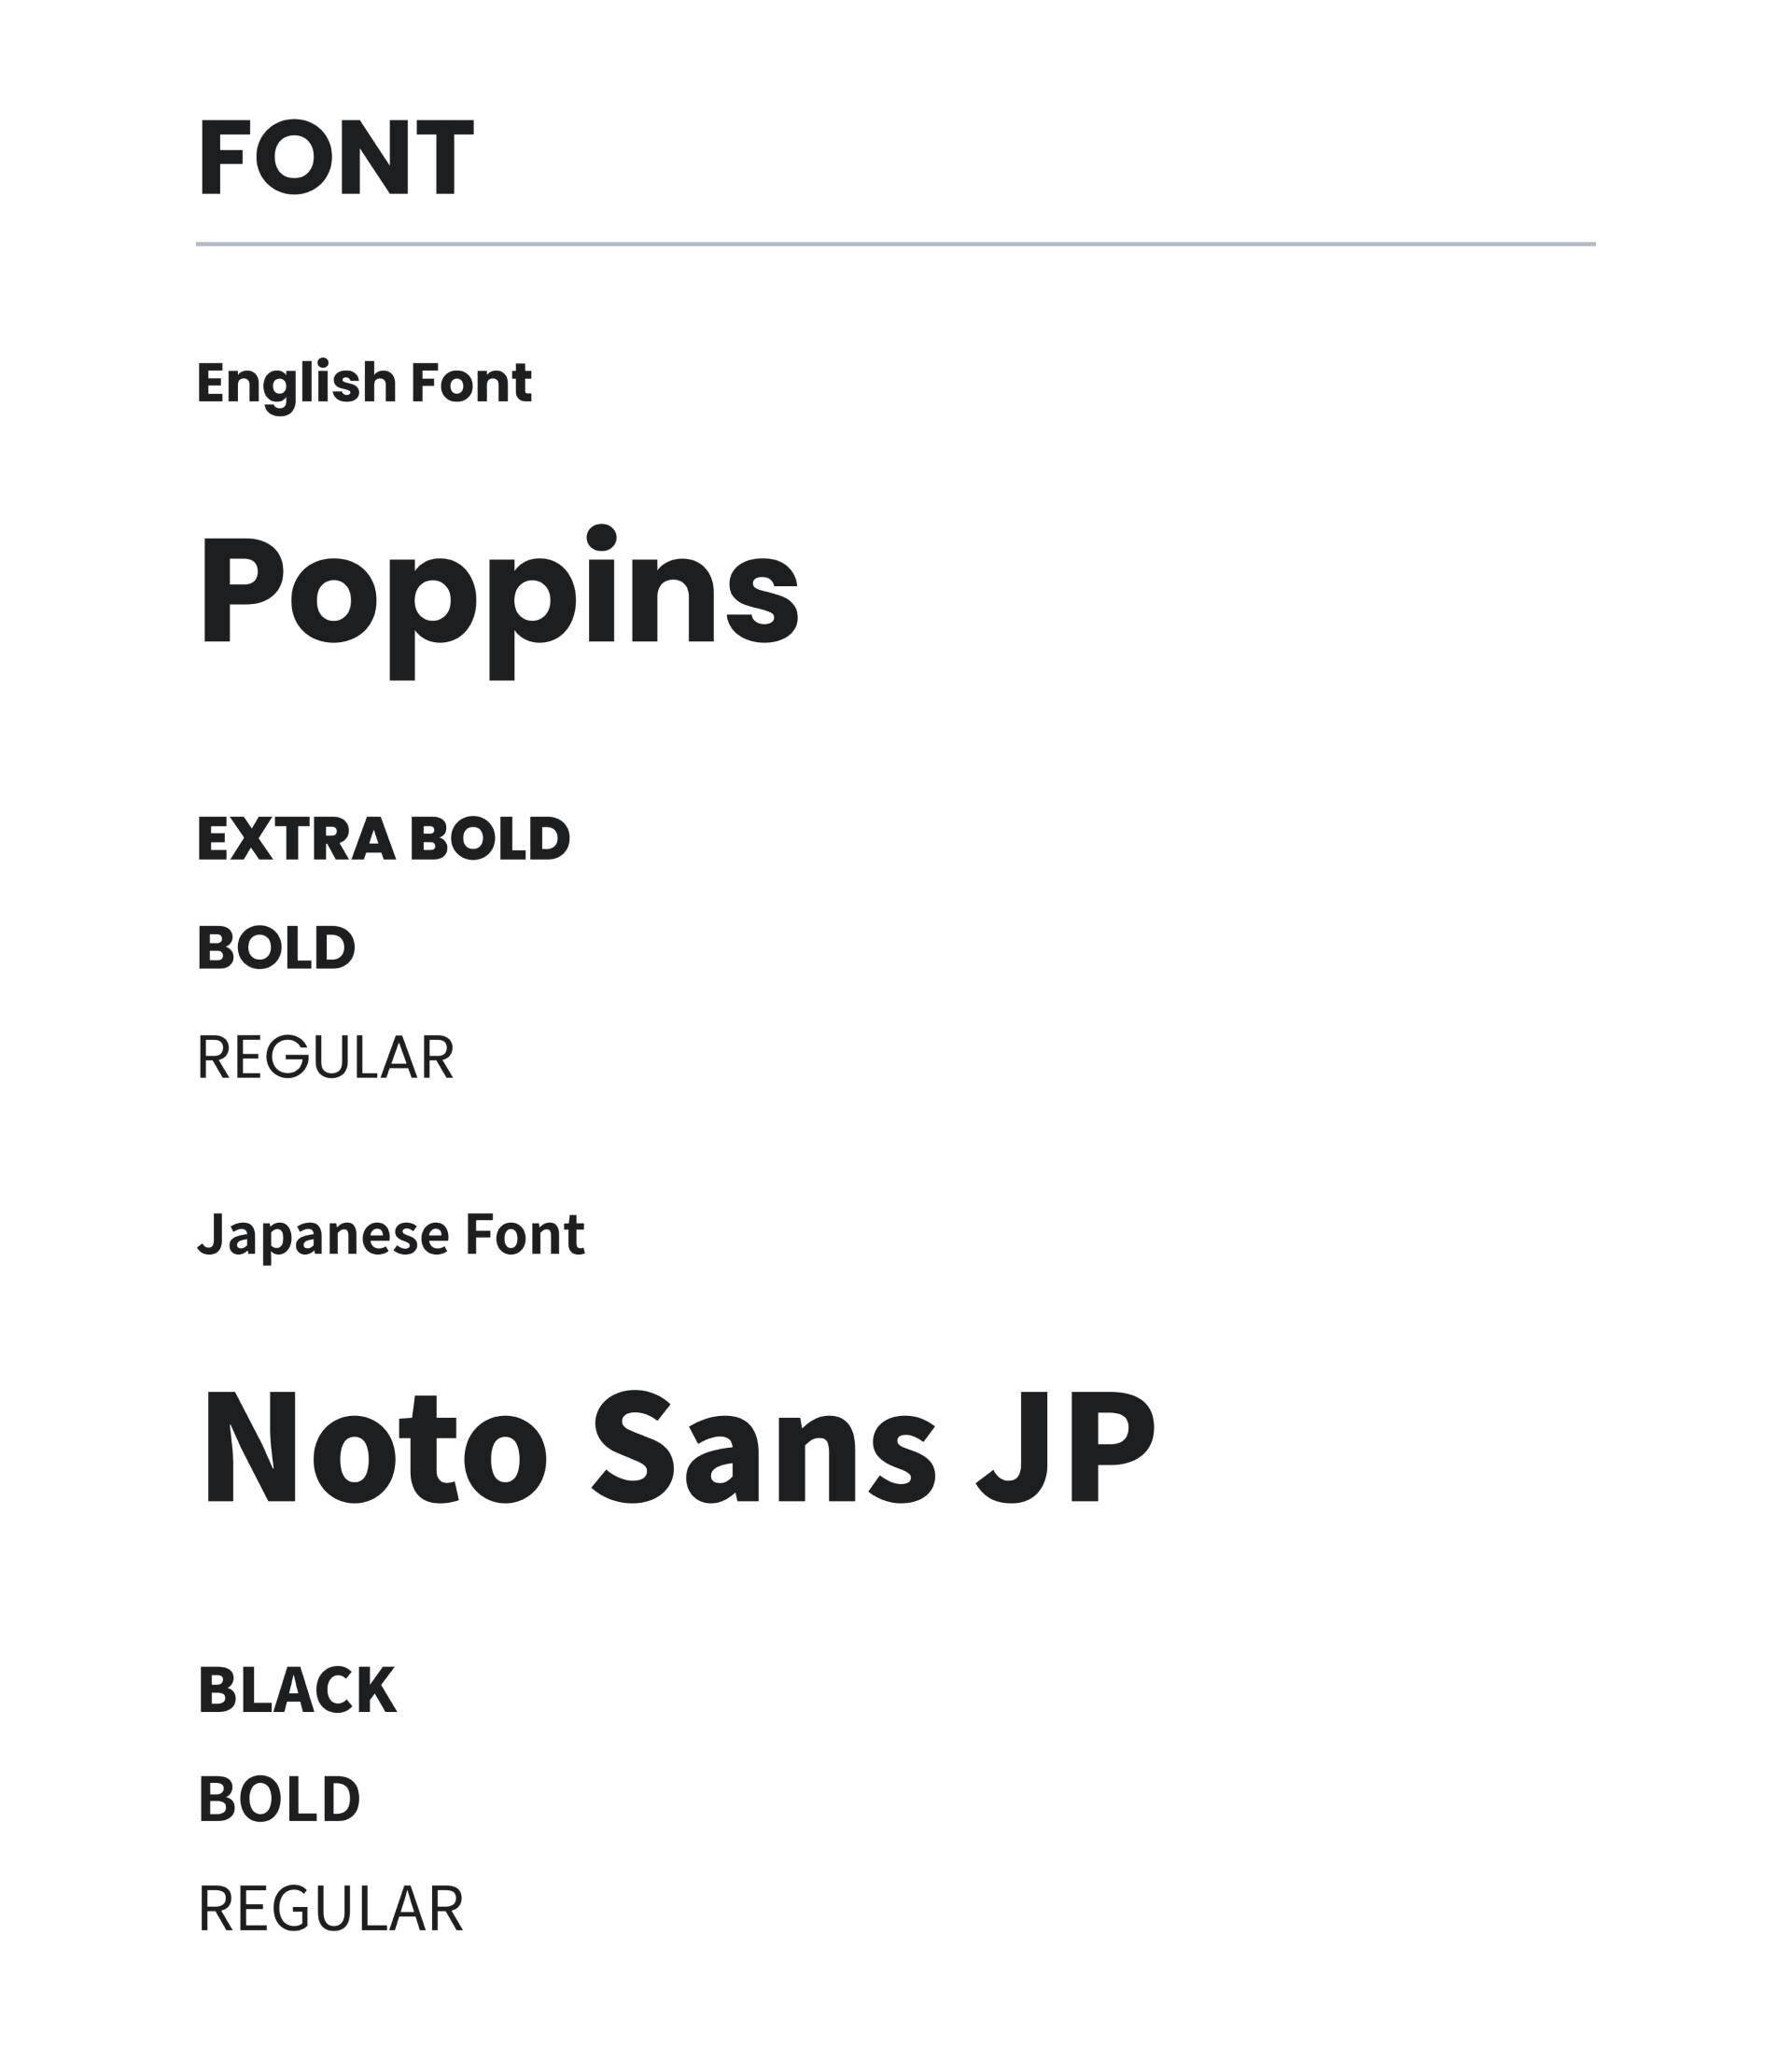 FONT
English Font
Poppins
EXTRA BOLD
BOLD
REGULAR
Japanese Font
Noto Sans JP
BLACK
BOLD
REGULAR